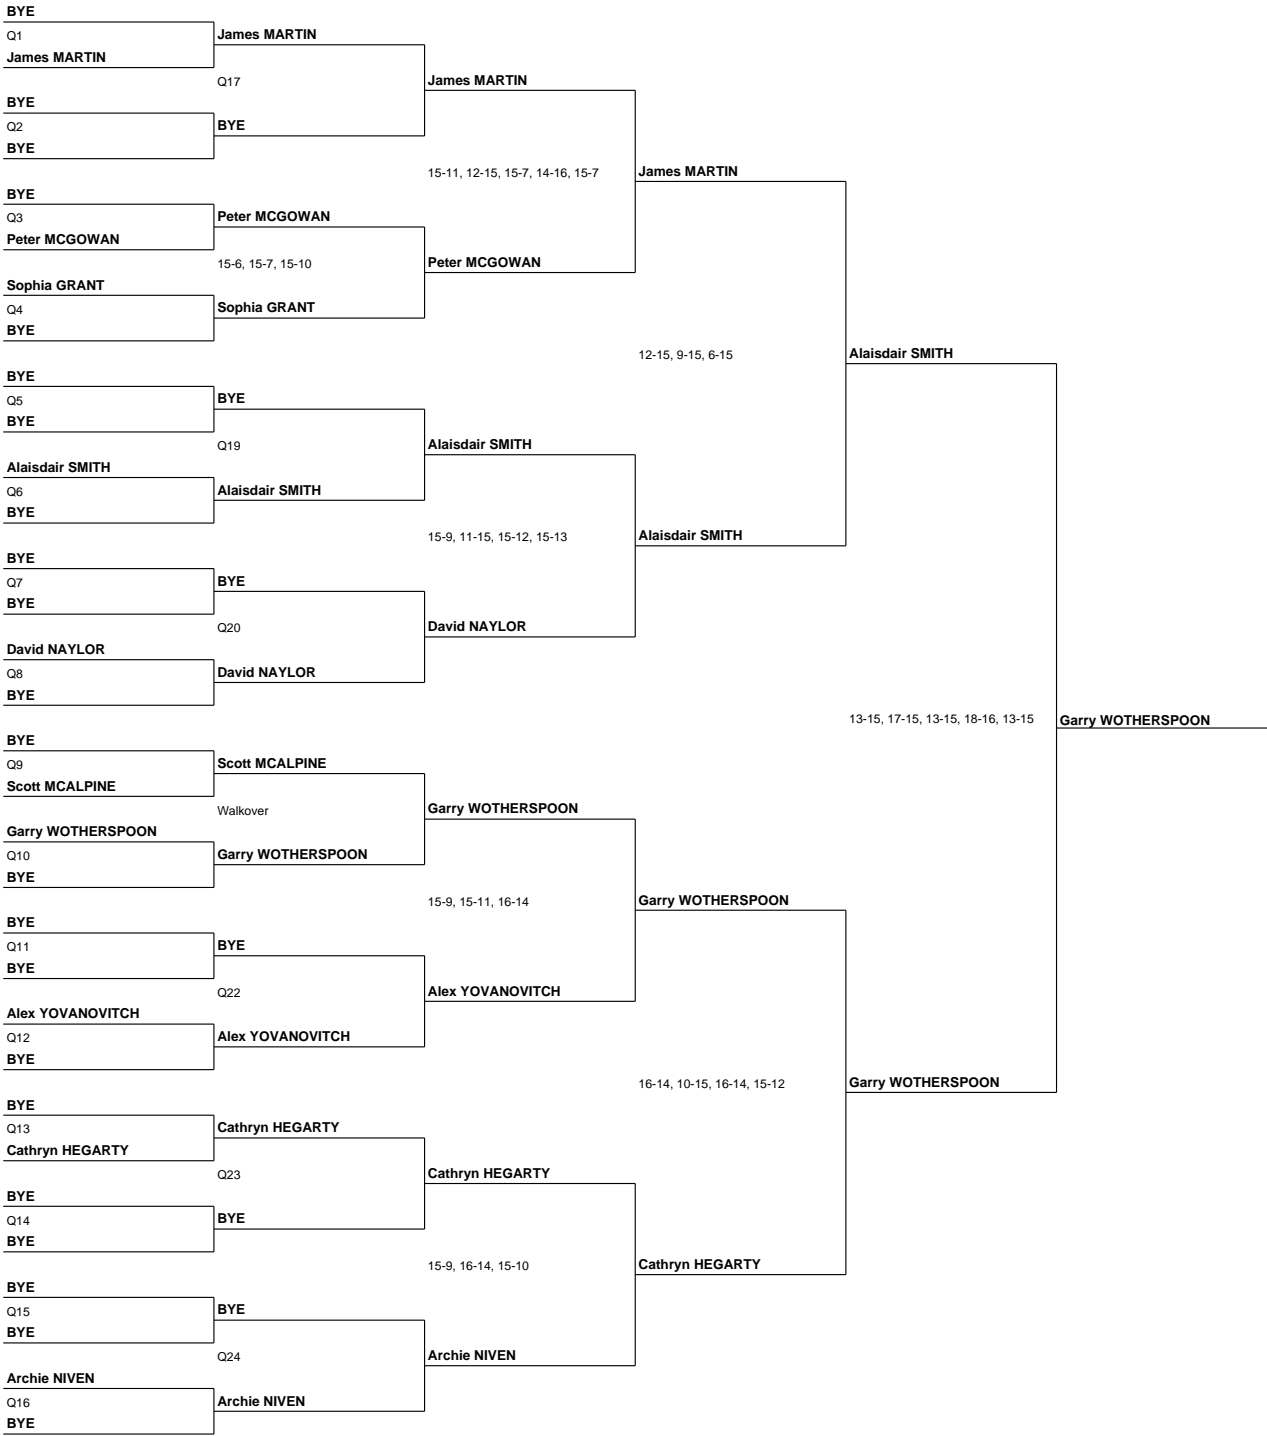 BYE
Q1
James MARTIN
BYE
Q2
BYE
BYE
Q3
Peter MCGOWAN
Sophia GRANT
Q4
BYE
BYE
Q5
BYE
Alaisdair SMITH
Q6
BYE
BYE
Q7
BYE
David NAYLOR
Q8
BYE
BYE
Q9
Scott MCALPINE
Garry WOTHERSPOON
Q10
BYE
BYE
Q11
BYE
Alex YOVANOVITCH
Q12
BYE
BYE
Q13
Cathryn HEGARTY
BYE
Q14
BYE
BYE
Q15
BYE
Archie NIVEN
Q16
BYE
James MARTIN
Q17
BYE
Peter MCGOWAN
15-6, 15-7, 15-10
Sophia GRANT
BYE
Q19
Alaisdair SMITH
BYE
Q20
David NAYLOR
Scott MCALPINE
Walkover
Garry WOTHERSPOON
BYE
Q22
Alex YOVANOVITCH
Cathryn HEGARTY
Q23
BYE
BYE
Q24
Archie NIVEN
James MARTIN
15-11, 12-15, 15-7, 14-16, 15-7
Peter MCGOWAN
Alaisdair SMITH
15-9, 11-15, 15-12, 15-13
David NAYLOR
Garry WOTHERSPOON
15-9, 15-11, 16-14
Alex YOVANOVITCH
Cathryn HEGARTY
15-9, 16-14, 15-10
Archie NIVEN
James MARTIN
12-15, 9-15, 6-15
Alaisdair SMITH
Garry WOTHERSPOON
16-14, 10-15, 16-14, 15-12
Cathryn HEGARTY
Alaisdair SMITH
13-15, 17-15, 13-15, 18-16, 13-15
Garry WOTHERSPOON
Garry WOTHERSPOON